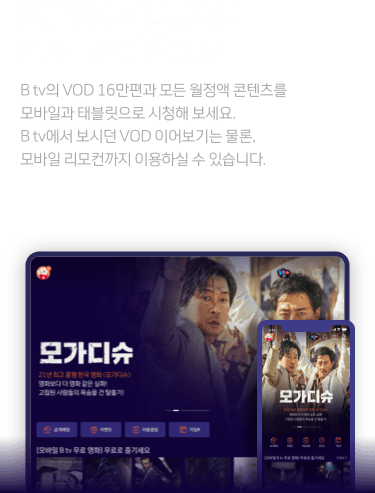 B tv의 VOD 16만편과 모든 월정액 콘텐츠를
모바일과 태블릿으로 시청해 보세요.
B tv에서 보시던 VOD 이어보기는 물론,
모바일 리모컨까지 이용하실 수 있습니다.
모가디슈
21년 최고 흥행 한국 영화 <모가디슈>
영화보다 더 영화 같은 실화!
고립된 사람들의 목숨을 건 탈출기!
[모바일 B tv 무료 영화] 무료로 즐기세요
모가디슈